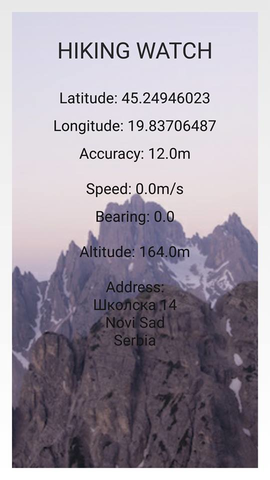 HIKING WATCH
Latitude: 45.24946023
Longitude: 19.83706487
Accuracy: 12.0m
Speed: 0.0m/s
Bearing: 0.0
Altitude: 164.0m
Address:
Школска 14
Novi Sad
Serbia